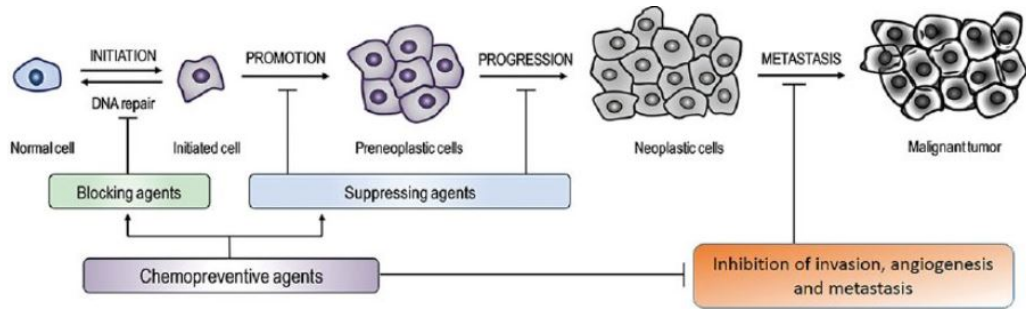 INITIATION
DNA repair
PROMOTION
PROGRESSION
METASTASIS
Normal cell
Initiated cell
Preneoplastic cells
Neoplastic cells
Malignant tumor
Blocking agents
Suppressing agents
Chemopreventive agents
Inhibition of invasion, angiogenesis
and metastasis